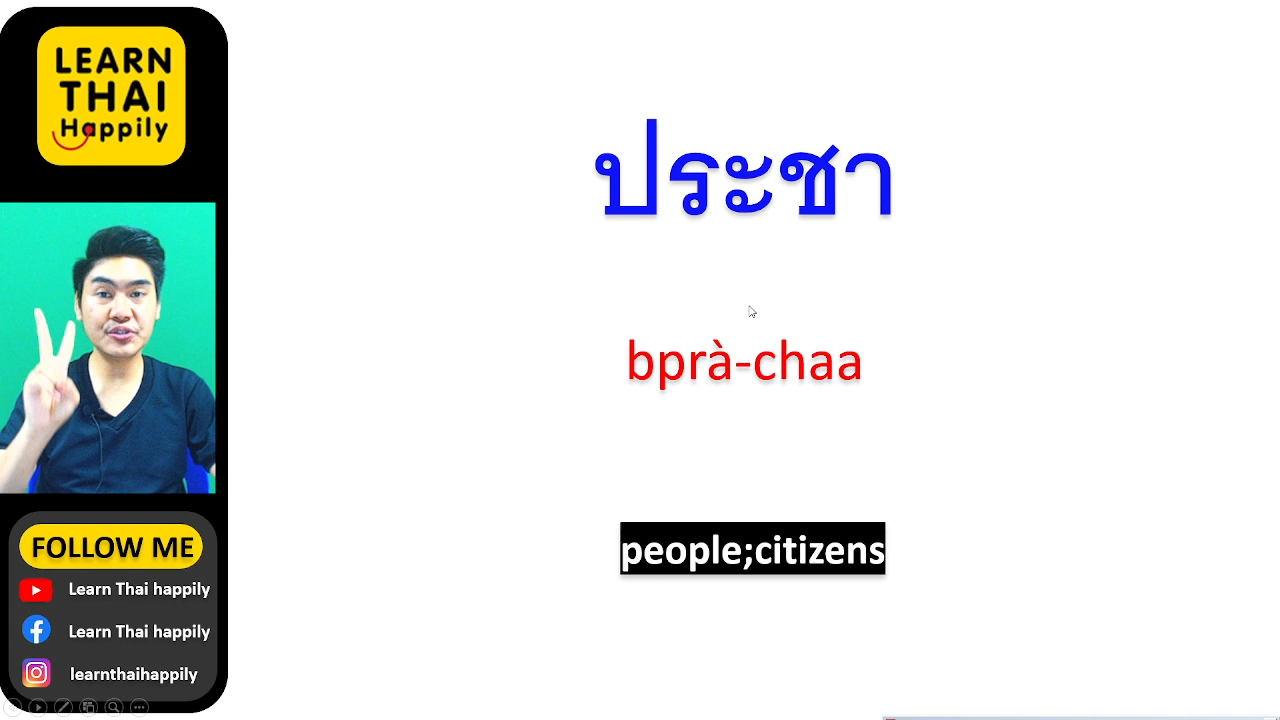 LEARN
THAI
Happily
FOLLOW ME
Learn Thai happily
Learn Thai happily
learnthaihappily
ประชา
bprà-chaa
people;citizens